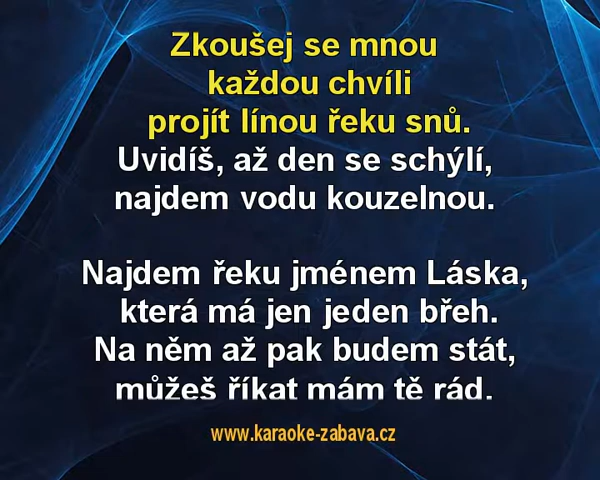 Zkoušej se mnou
každou chvíli
projít línou řeku snů.
Uvidíš, až den se schýlí,
najdem vodu kouzelnou.
Najdem řeku jménem Láska,
která má jen jeden břeh.
Na něm až pak budem stát,
můžeš říkat mám tě rád.
www.karaoke-zabava.cz